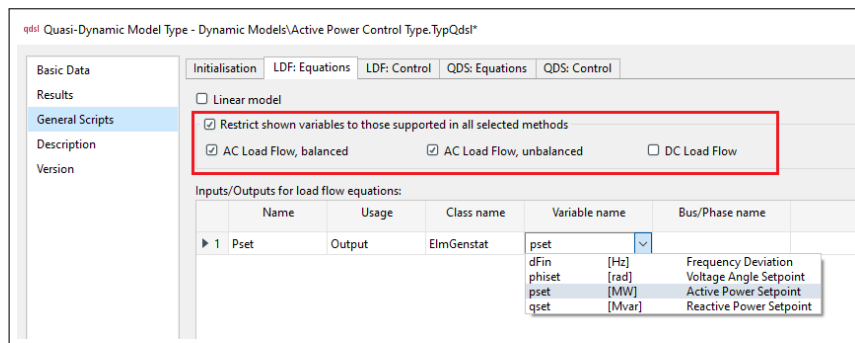 qdsl Quasi-Dynamic Model Type - Dynamic Models\Active Power Control Type.TypQdsl*
Basic Data
Results
General Scripts
Description
Version
Initialisation LDF: Equations LDF: Control QDS: Equations QDS: Control
Linear model
Restrict shown variables to those supported in all selected methods
AC Load Flow, balanced AC Load Flow, unbalanced DC Load Flow
Inputs/Outputs for load flow equations:
Name Usage Class name Variable name Bus/Phase name
1 Pset Output ElmGenstat pset
dFin [Hz] Frequency Deviation
phiset [rad] Voltage Angle Setpoint
pset [MW] Active Power Setpoint
qset [Mvar] Reactive Power Setpoint